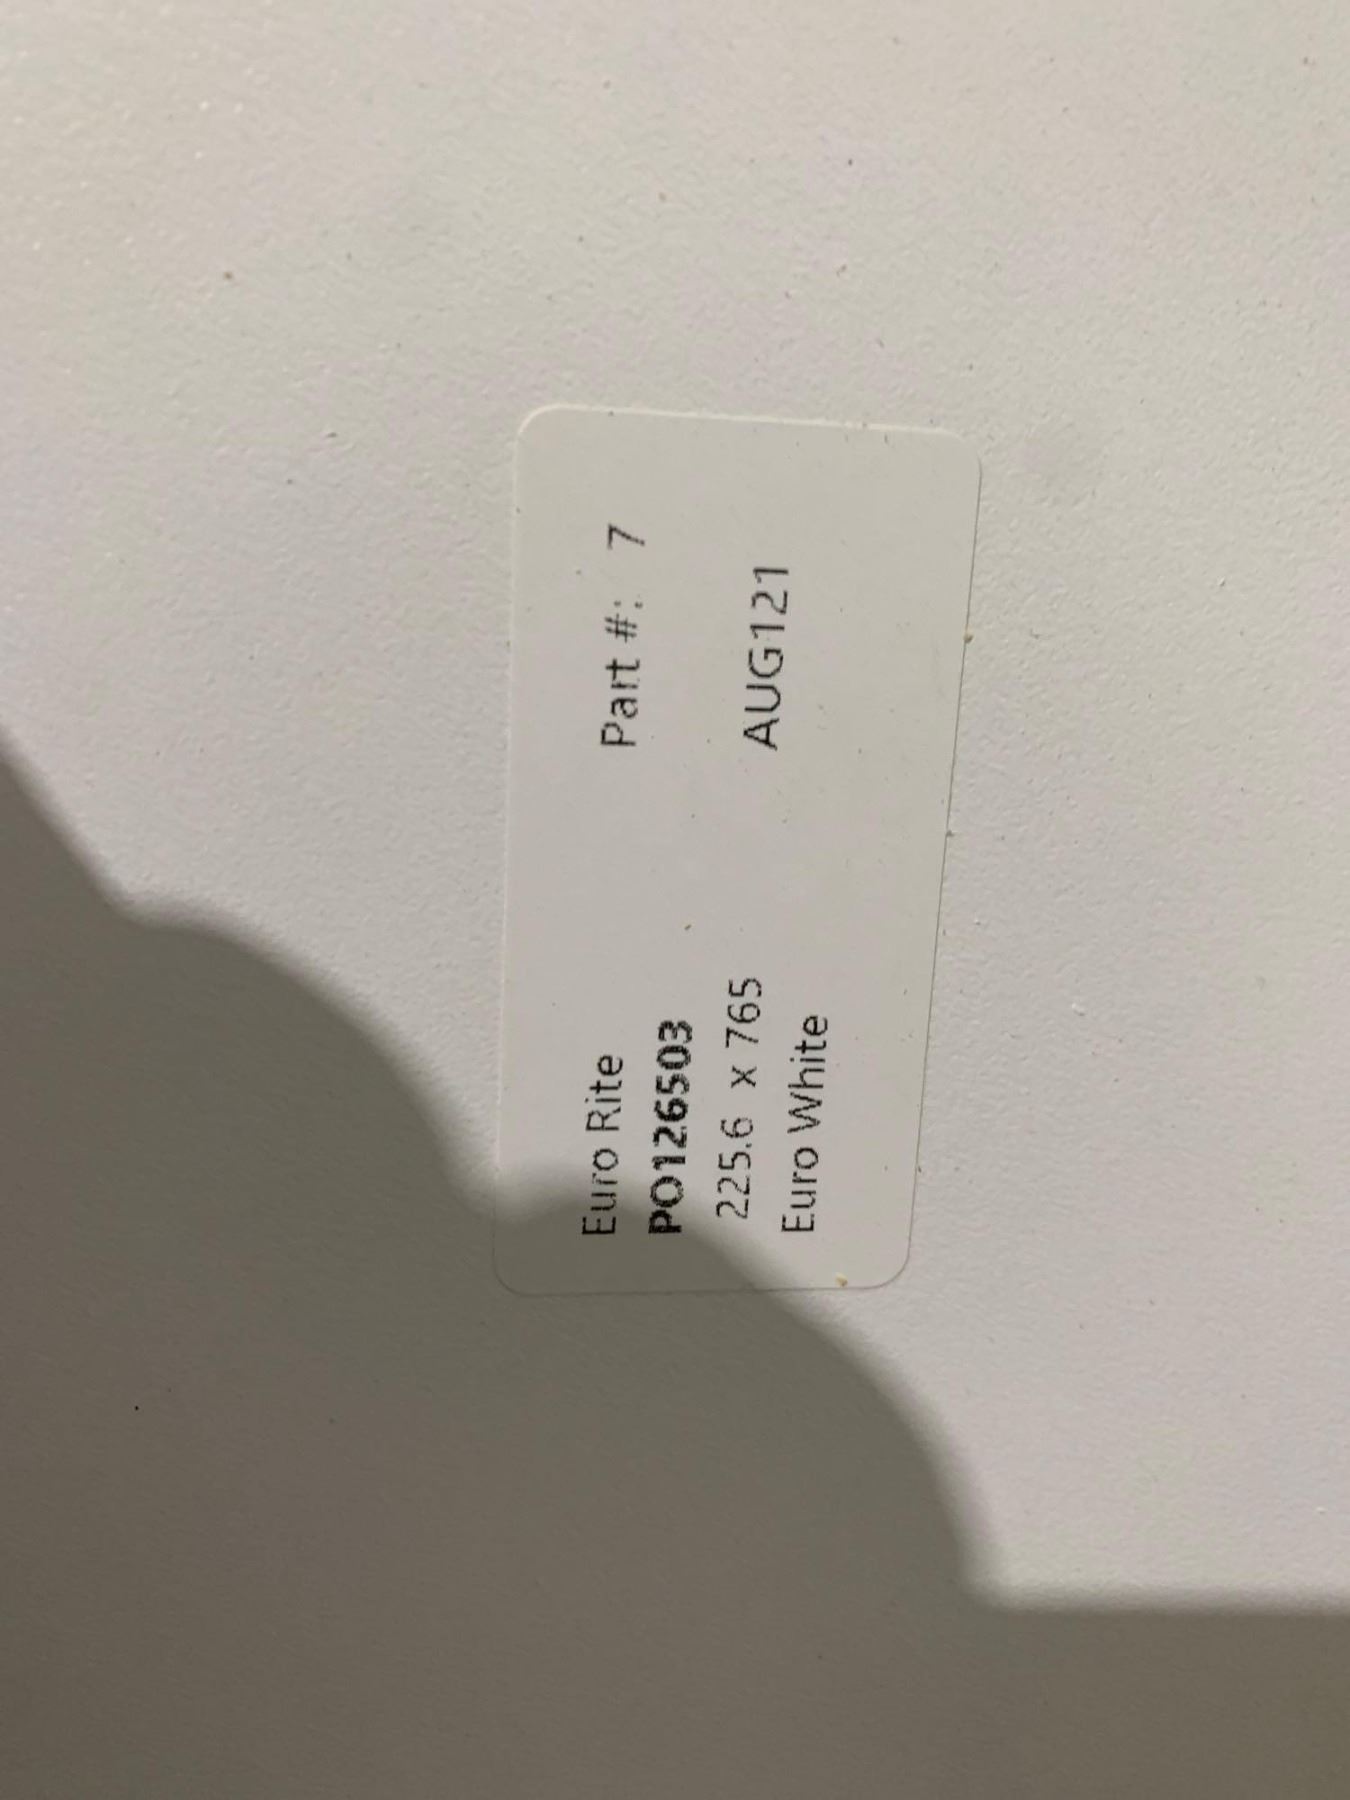 Euro Rite Part #: 7
PO126503
225.6 x 765 AUG121
Euro White